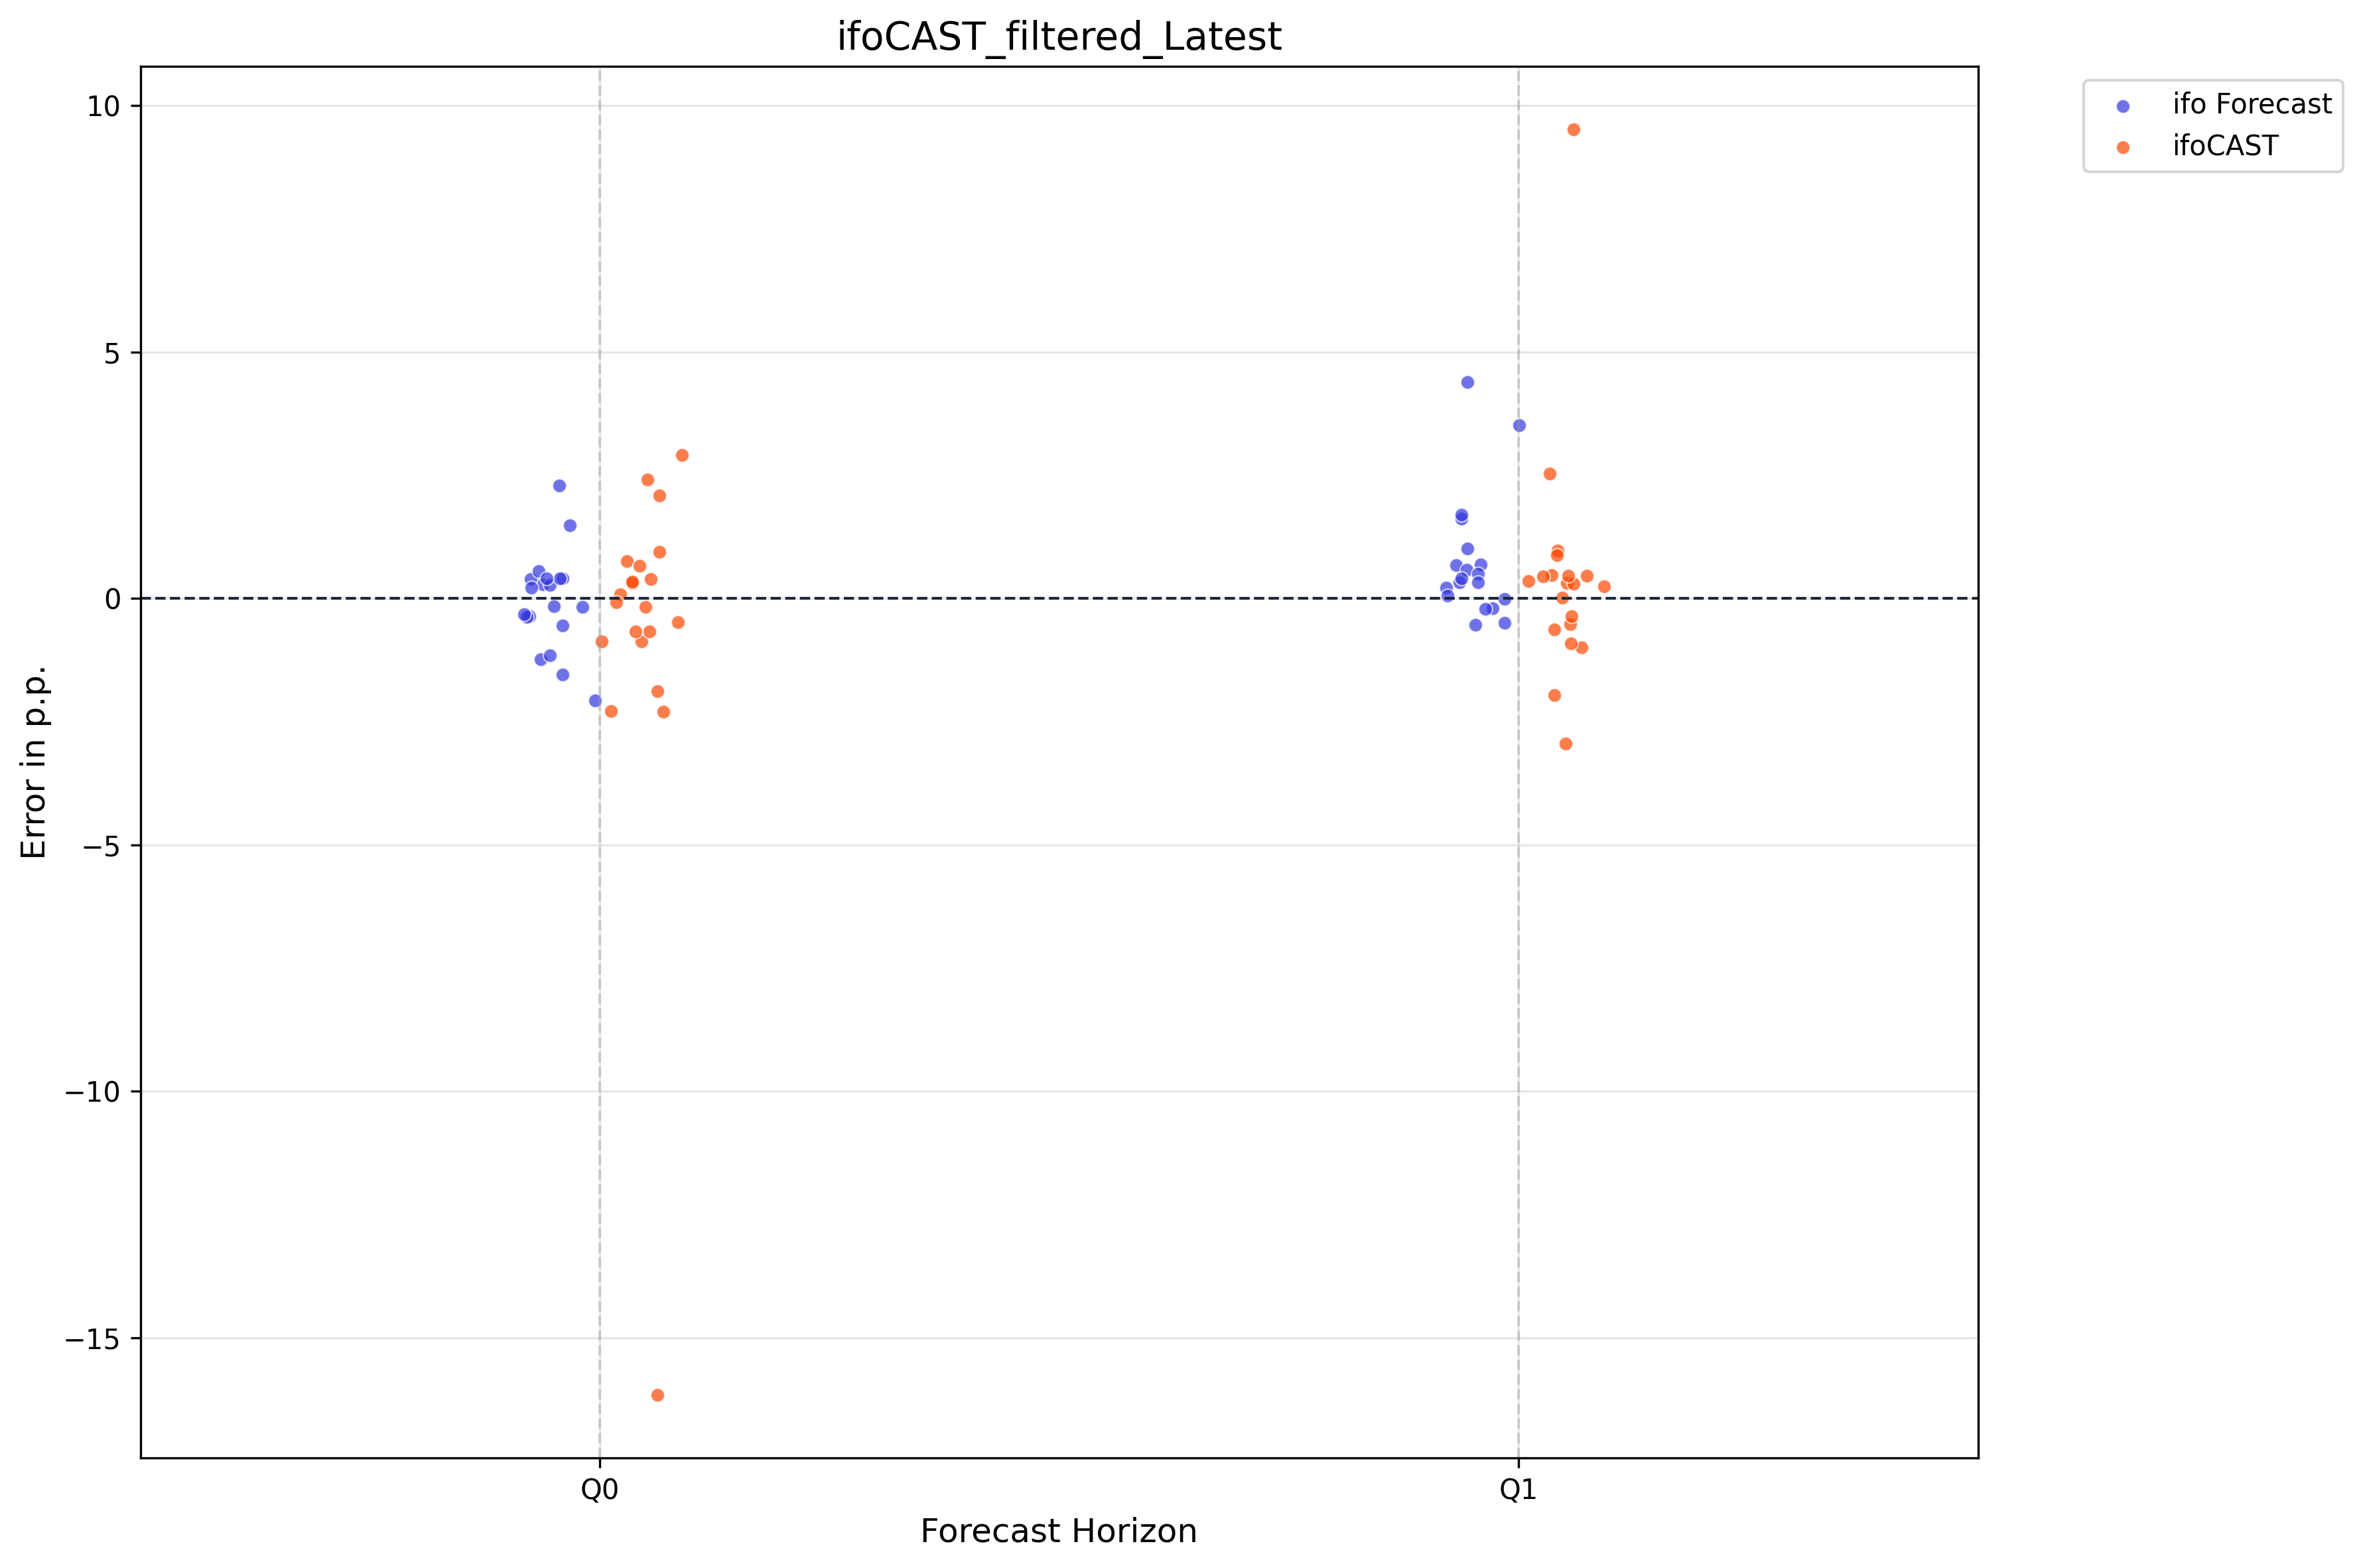 ifoCAST_filtered_Latest
ifo Forecast
ifoCAST
10
5
0
−5
−10
−15
Error in p.p.
Q0
Q1
Forecast Horizon